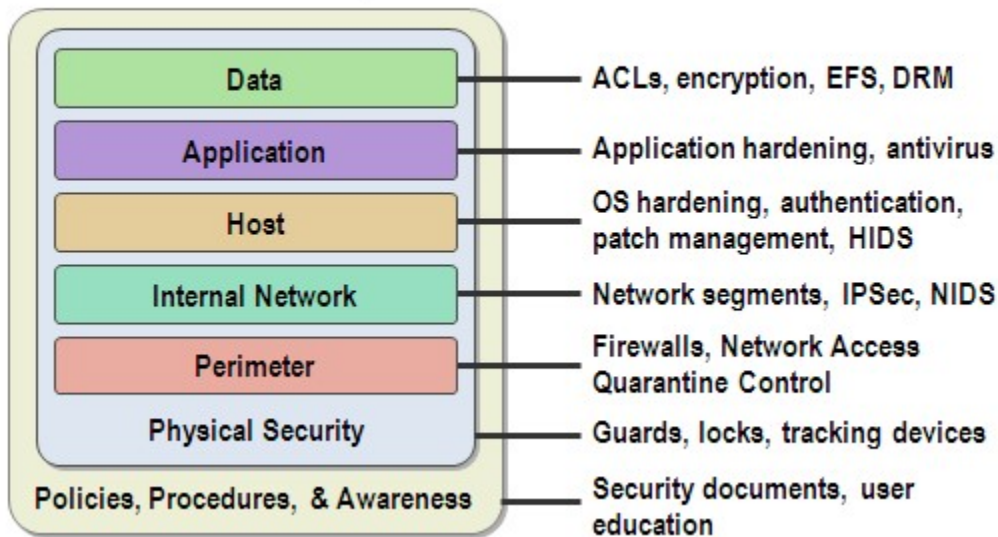 Data
ACLs, encryption, EFS, DRM
Application
Application hardening, antivirus
Host
OS hardening, authentication,
patch management, HIDS
Internal Network
Network segments, IPSec, NIDS
Perimeter
Firewalls, Network Access
Quarantine Control
Physical Security
Guards, locks, tracking devices
Policies, Procedures, & Awareness
Security documents, user
education